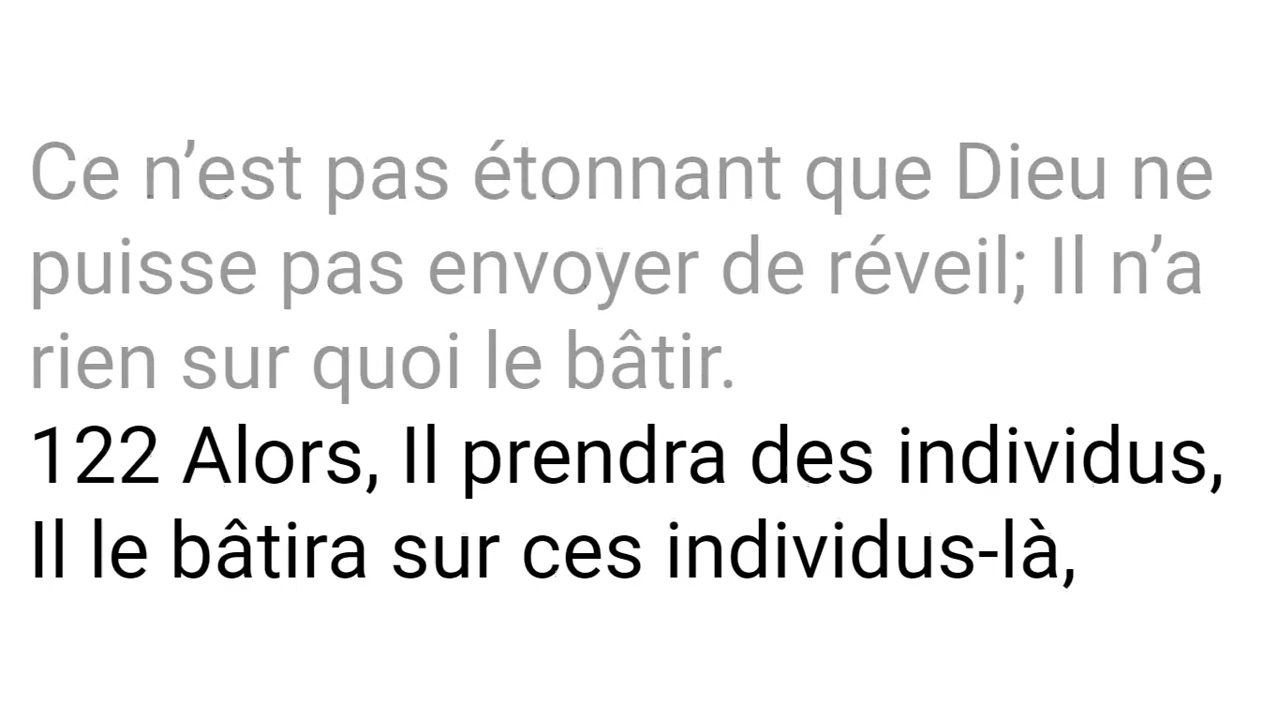 Ce n’est pas étonnant que Dieu ne
puisse pas envoyer de réveil; Il n’a
rien sur quoi le bâtir.
122 Alors, Il prendra des individus,
Il le bâtira sur ces individus-là,